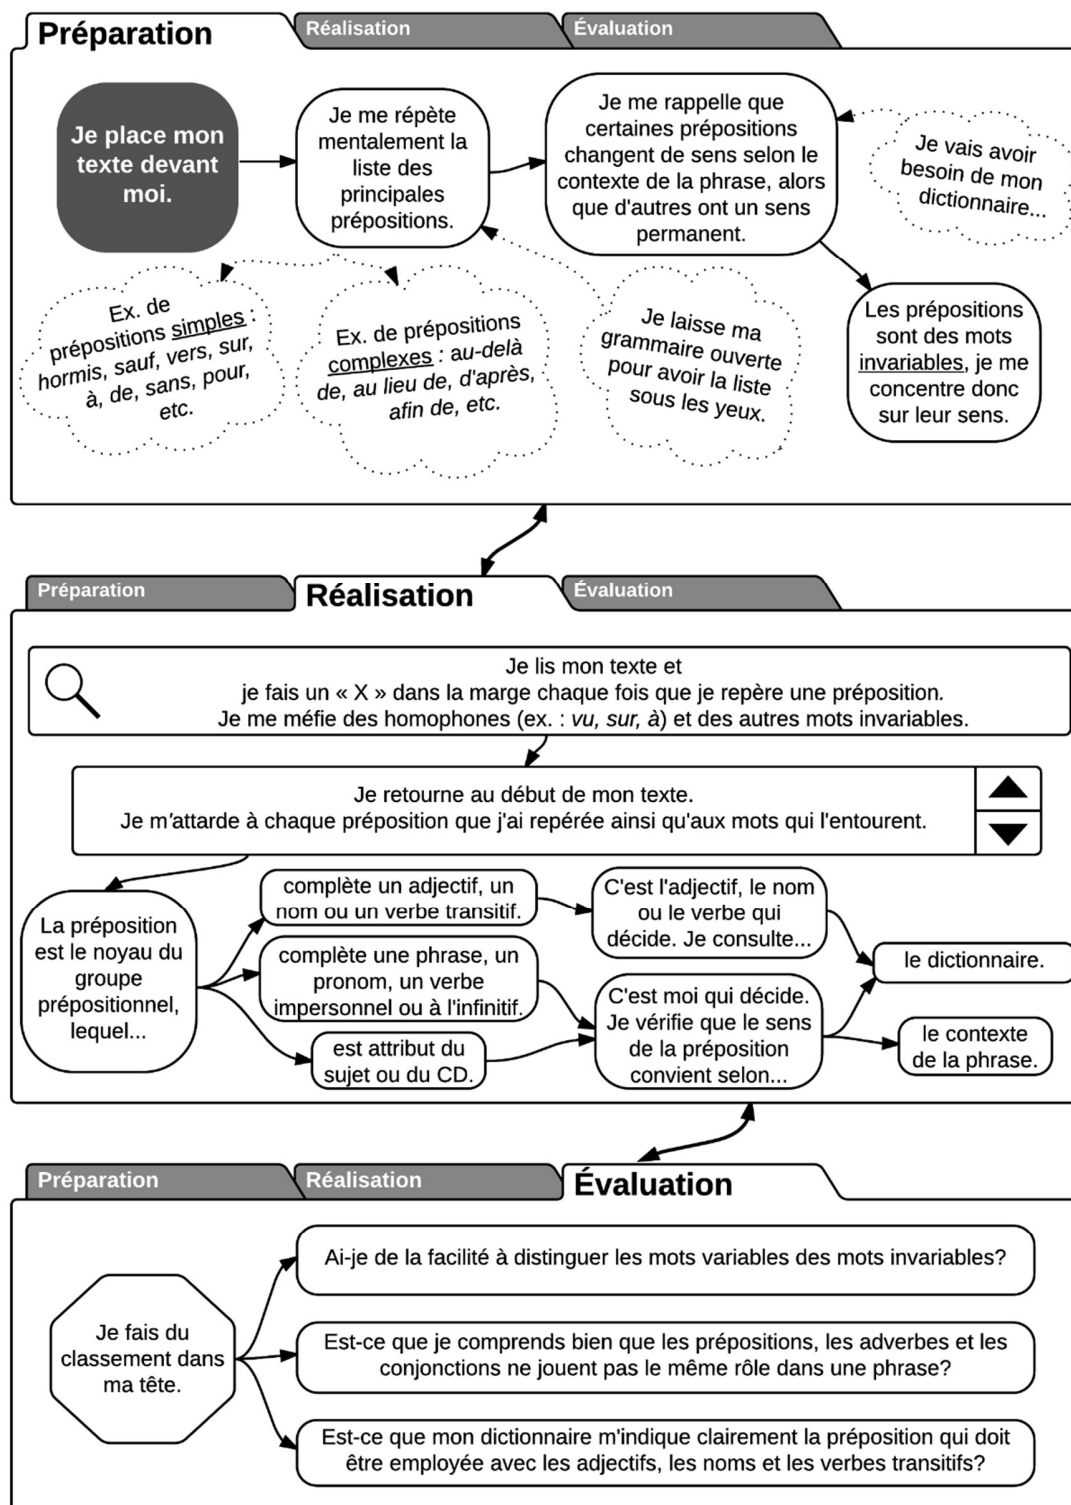 Préparation
Réalisation
Évaluation
Je place mon
texte devant
moi.
Je me répète
mentalement la
liste des
principales
prépositions.
Je me rappelle que
certaines prépositions
changent de sens selon le
contexte de la phrase, alors
que d'autres ont un sens
permanent.
Je vais avoir
besoin de mon
dictionnaire...
Ex. de
prépositions simples :
hormis, sauf, vers, sur,
à, de, sans, pour,
etc.
Ex. de prépositions
complexes : au-delà
de, au lieu de, d'après,
afin de, etc.
Je laisse ma
grammaire ouverte
pour avoir la liste
sous les yeux.
Les prépositions
sont des mots
invariables, je me
concentre donc
sur leur sens.
Préparation
Réalisation
Évaluation
Je lis mon texte et
je fais un « X » dans la marge chaque fois que je repère une préposition.
Je me méfie des homophones (ex. : vu, sur, à) et des autres mots invariables.
Je retourne au début de mon texte.
Je m'attarde à chaque préposition que j'ai repérée ainsi qu'aux mots qui l'entourent.
La préposition
est le noyau du
groupe
prépositionnel,
lequel...
complète un adjectif, un
nom ou un verbe transitif.
complète une phrase, un
pronom, un verbe
impersonnel ou à l'infinitif.
est attribut du
sujet ou du CD.
C'est l'adjectif, le nom
ou le verbe qui
décide. Je consulte...
C'est moi qui décide.
Je vérifie que le sens
de la préposition
convient selon...
le dictionnaire.
le contexte
de la phrase.
Préparation
Réalisation
Évaluation
Je fais du
classement dans
ma tête.
Ai-je de la facilité à distinguer les mots variables des mots invariables?
Est-ce que je comprends bien que les prépositions, les adverbes et les
conjonctions ne jouent pas le même rôle dans une phrase?
Est-ce que mon dictionnaire m'indique clairement la préposition qui doit
être employée avec les adjectifs, les noms et les verbes transitifs?